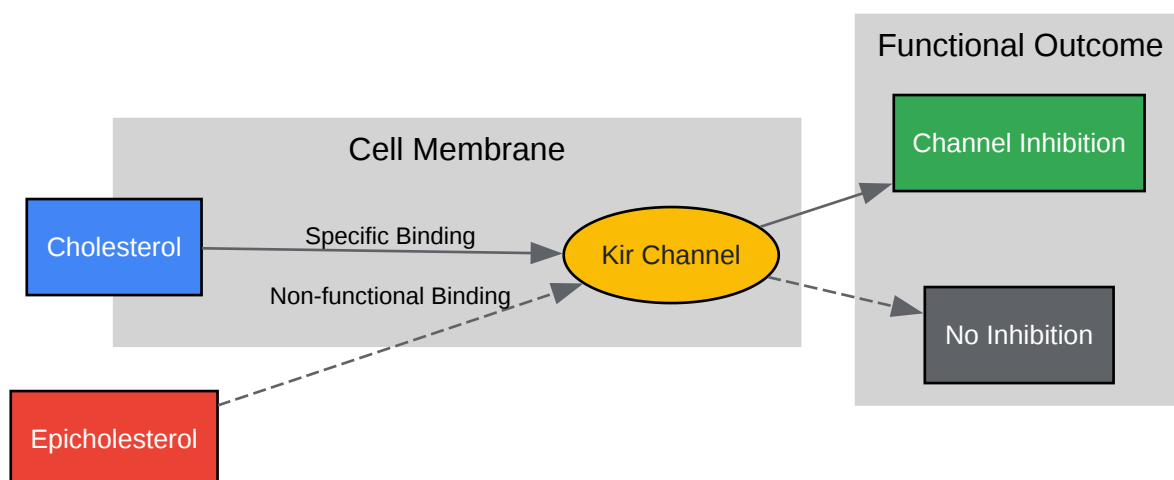 Functional Outcome
Channel Inhibition
Cell Membrane
Cholesterol
Specific Binding
Kir Channel
Non-functional Binding
No Inhibition
Epicholesterol